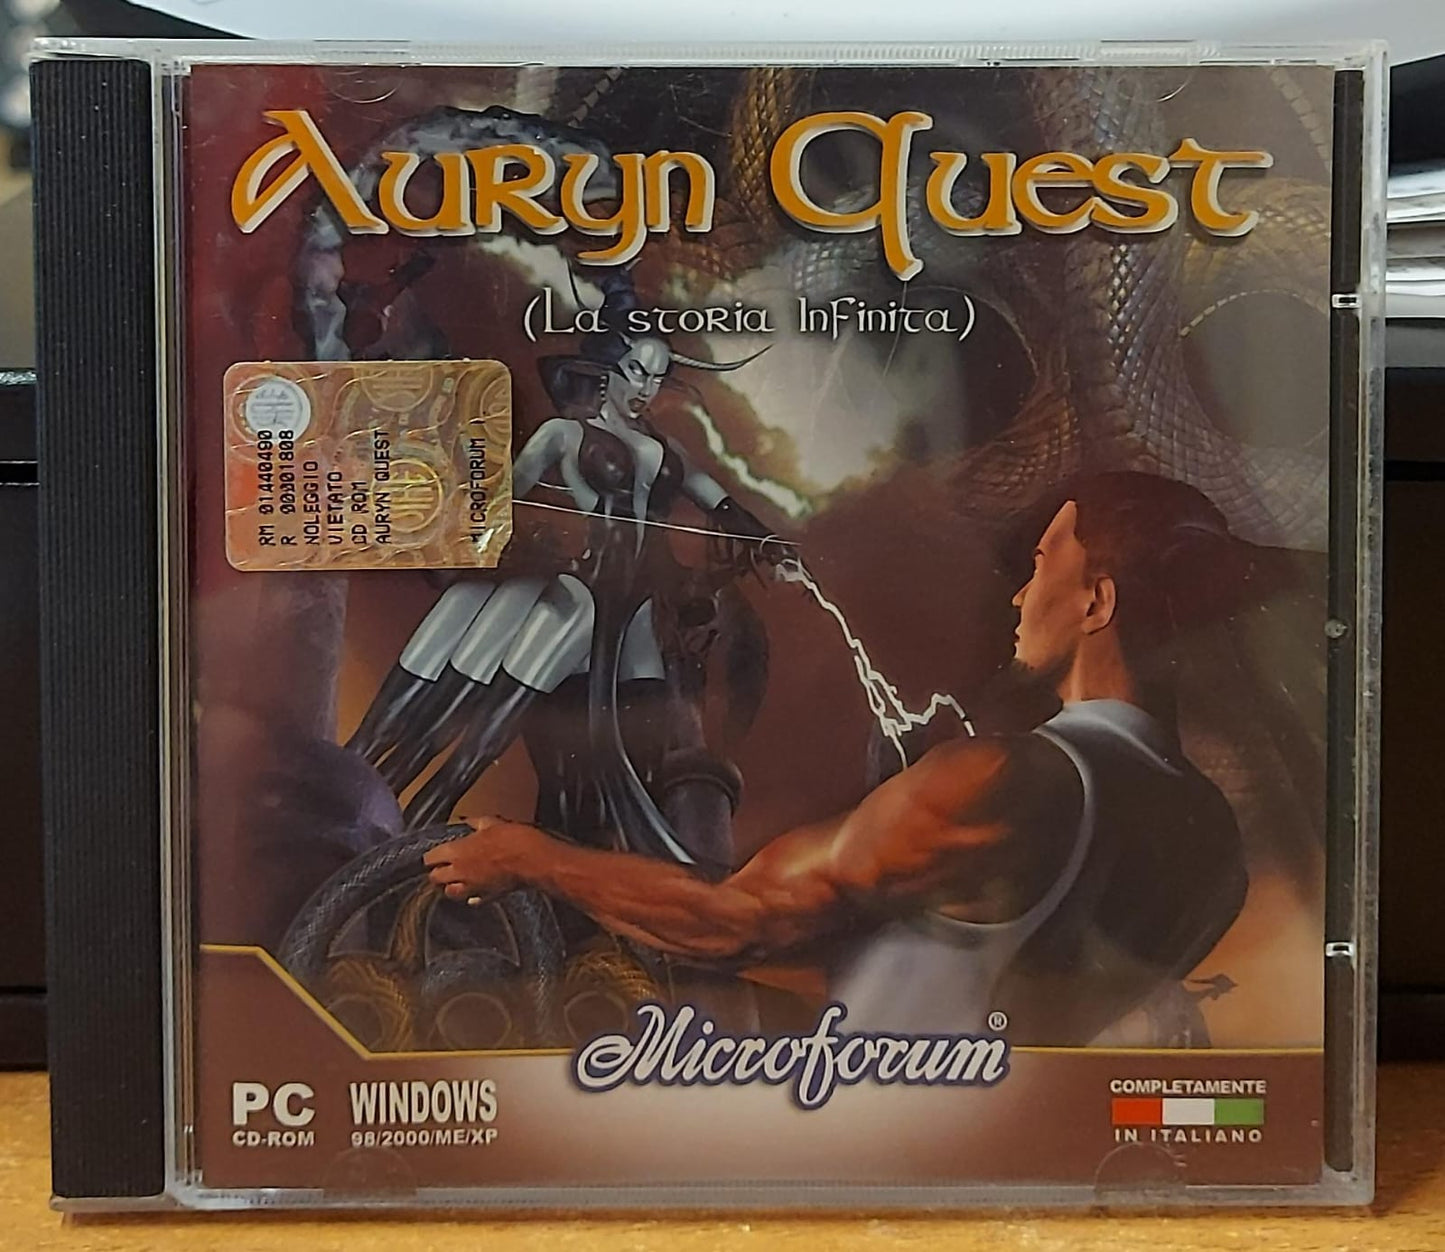 Auryn Quest
(La storia Infinita)
RM 01440490
R 00001808
NOLEGGIO
VIETATO
CD ROM
AURYN QUEST
MICROFORUM
Microforum®
PC
CD-ROM
WINDOWS
98/2000/ME/XP
COMPLETAMENTE
IN ITALIANO